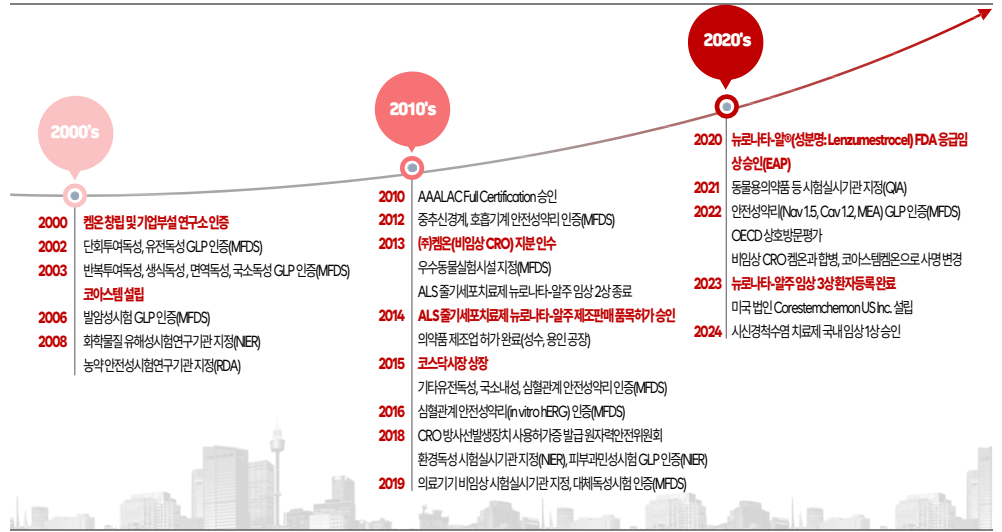 2000's
2000 켐온 창립 및 기업부설 연구소 인증
2002 단회투여독성, 유전독성 GLP 인증(MFDS)
2003 반복투여독성, 생식독성, 면역독성, 국소독성 GLP 인증(MFDS)
코아스템 설립
2006 발암성시험 GLP 인증(MFDS)
2008 화학물질 유해성시험연구기관 지정(NIER)
농약 안전성시험연구기관 지정(RDA)
2010's
2010 AAALAC Full Certification 승인
2012 중추신경계, 호흡기계 안전성약리 인증(MFDS)
2013 (주)켐온(비임상 CRO) 지분 인수
우수동물실험시설 지정(MFDS)
ALS 줄기세포치료제 뉴로나타-알주 임상 2상 종료
2014 ALS 줄기세포치료제 뉴로나타-알주 제조판매 품목허가 승인
의약품 제조업 허가 완료(성수, 용인 공장)
2015 코스닥시장 상장
기타유전독성, 국소내성, 심혈관계 안전성약리 인증(MFDS)
2016 심혈관계 안전성약리(in vitro hERG) 인증(MFDS)
2018 CRO 방사선발생장치 사용허가증 발급 원자력안전위원회
환경독성 시험실시기관 지정(NIER), 피부과민성시험 GLP 인증(NIER)
2019 의료기기 비임상 시험실시기관 지정, 대체독성시험 인증(MFDS)
2020's
2020 뉴로나타-알®(성분명: Lenzumestrocel) FDA 응급임
상 승인(EAP)
2021 동물용의약품 등 시험실시기관 지정(QIA)
2022 안전성약리(Nav 1.5, Cav 1.2, MEA) GLP 인증(MFDS)
OECD 상호방문평가
비임상 CRO 켐온과 합병, 코아스템켐온으로 사명 변경
2023 뉴로나타-알주 임상 3상 환자등록 완료
미국 법인 Corestemchemon US Inc. 설립
2024 시신경척수염 치료제 국내 임상 1상 승인